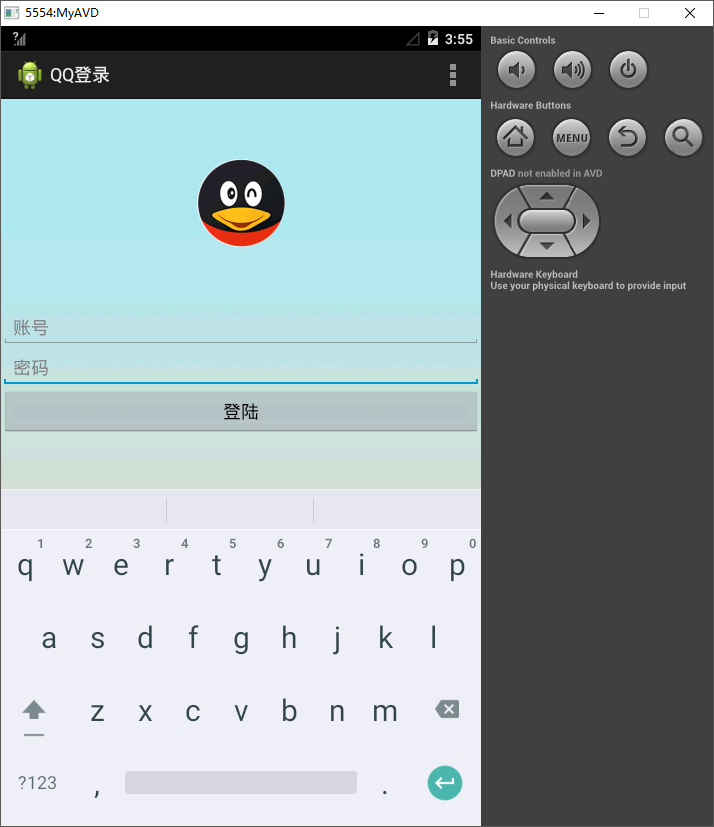 5554:MyAVD
3:55
QQ登录
账号
密码
登陆
1 2 3 4 5 6 7 8 9 0
q w e r t y u i o p
a s d f g h j k l
z x c v b n m
?123 , .
Basic Controls
Hardware Buttons
MENU
DPAD not enabled in AVD
Hardware Keyboard
Use your physical keyboard to provide input